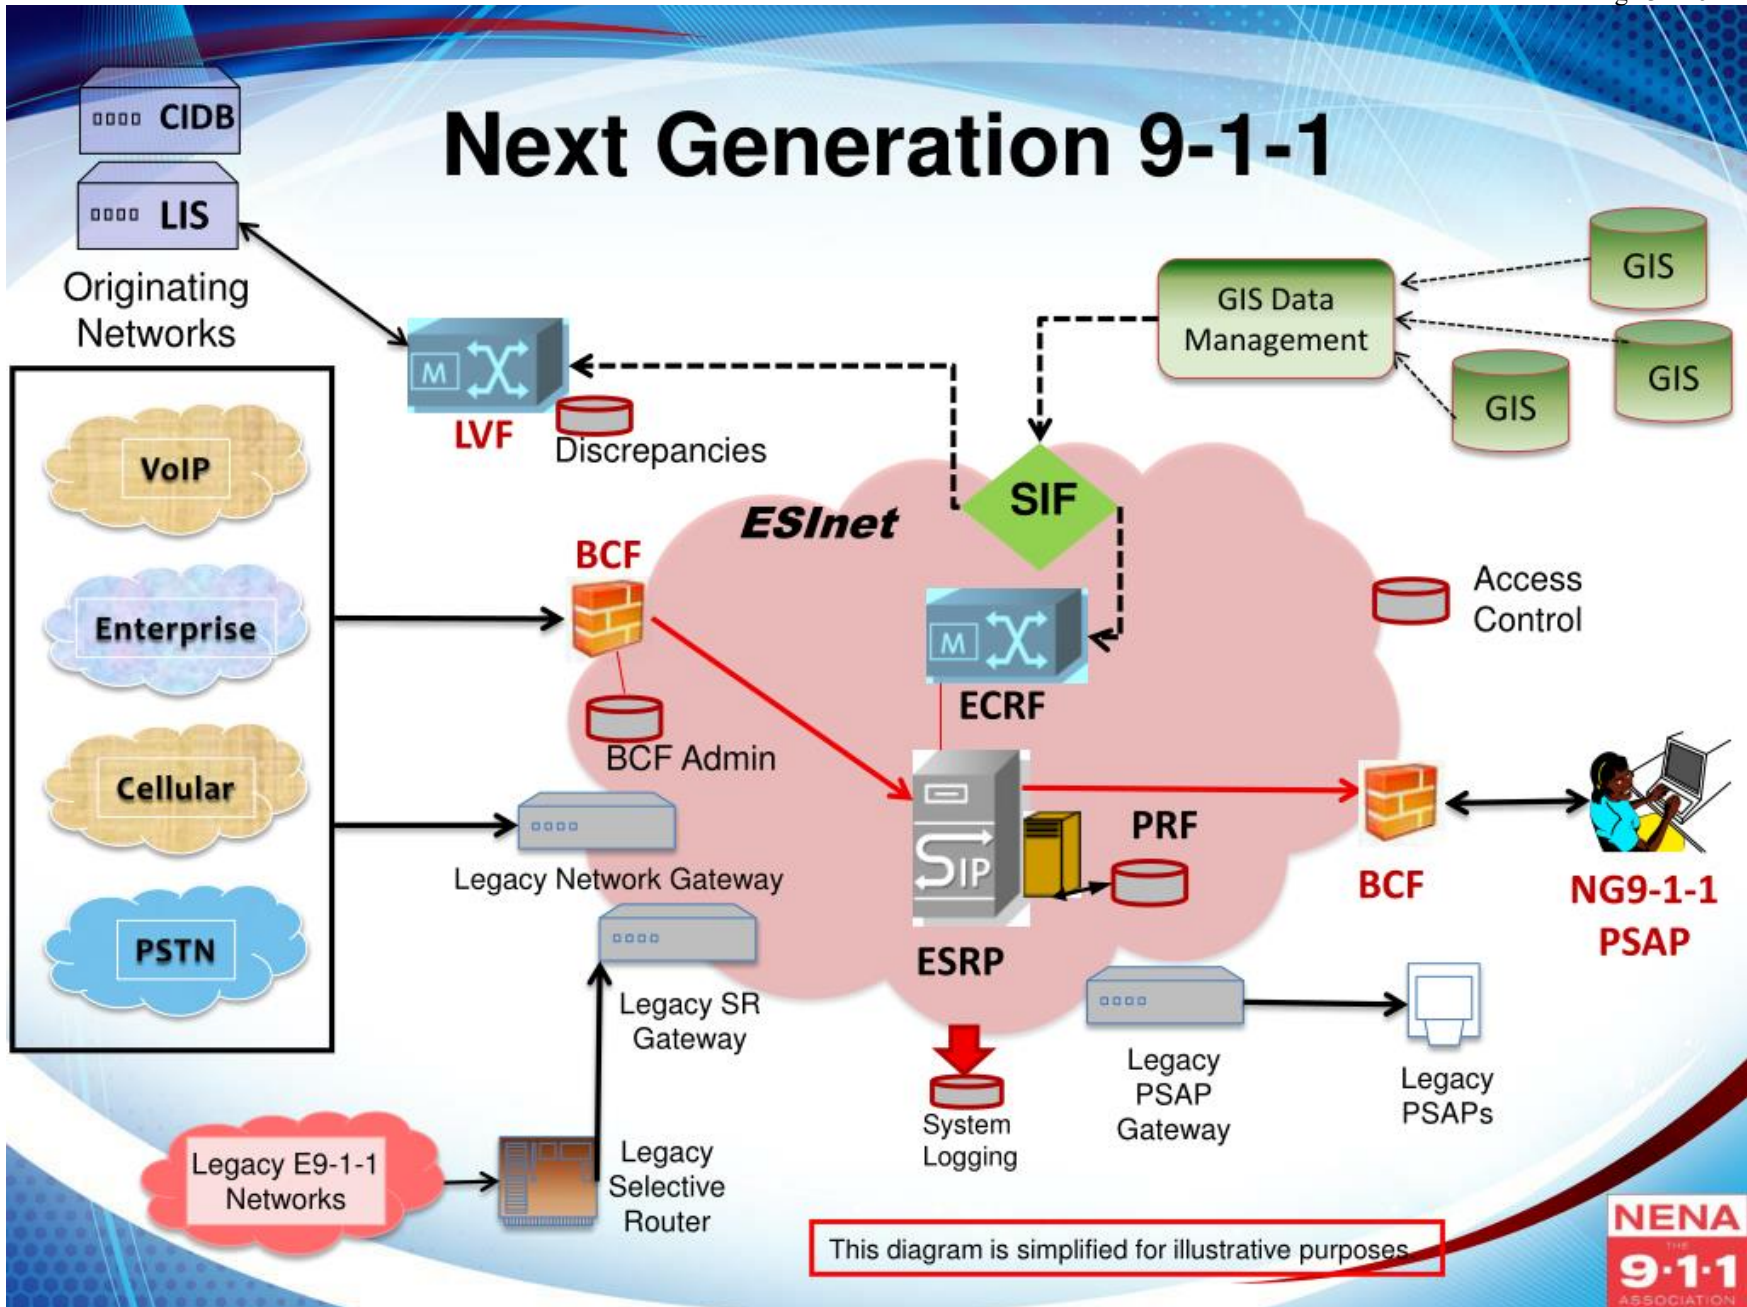 CIDB
Next Generation 9-1-1
LIS
Originating
Networks
GIS
GIS Data
Management
GIS
GIS
M
LVF
Discrepancies
VoIP
SIF
ESInet
BCF
Access
Control
Enterprise
M
ECRF
BCF Admin
Cellular
PRF
Legacy Network Gateway
SIP
BCF
NG9-1-1
PSAP
PSTN
ESRP
Legacy SR
Gateway
Legacy
PSAP
Gateway
Legacy
PSAPs
System
Logging
Legacy E9-1-1
Networks
Legacy
Selective
Router
This diagram is simplified for illustrative purposes.
NENA
THE
9·1·1
ASSOCIATION